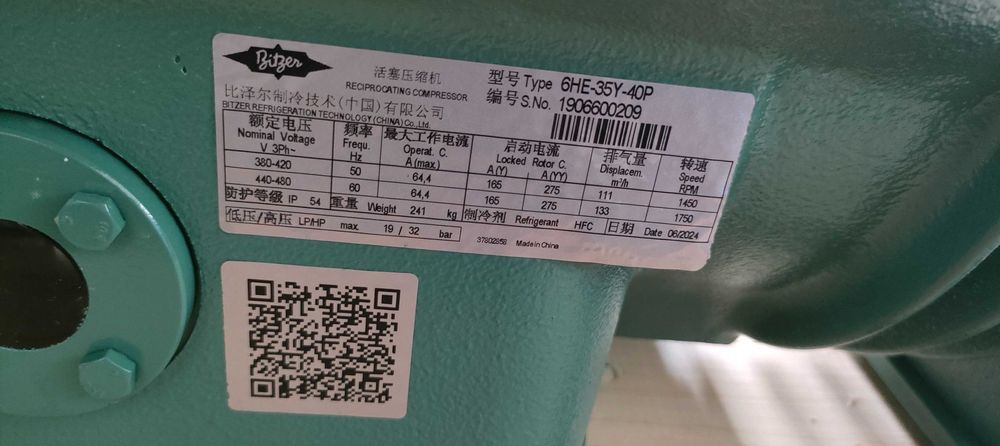 Bitzer
活塞压缩机
RECIPROCATING COMPRESSOR
型号 Type 6HE-35Y-40P
编号 S.No. 1906600209
比泽尔制冷技术(中国)有限公司
BITZER REFRIGERATION TECHNOLOGY (CHINA) Co., Ltd.
额定电压 频率 最大工作电流 启动电流 排气量 转速
Nominal Voltage Frequ. Operat. C. Locked Rotor C. Displacem. Speed
V 3Ph~ Hz A(max) A(Y) A(YY) m³/h RPM
380-420 50 64,4 165 275 111 1450
440-480 60 64,4 165 275 133 1750
防护等级 IP 54 重量 Weight 241 kg 制冷剂 Refrigerant HFC 日期 Date 06/2024
低压/高压 LP/HP max. 19 / 32 bar 37802858 Made in China